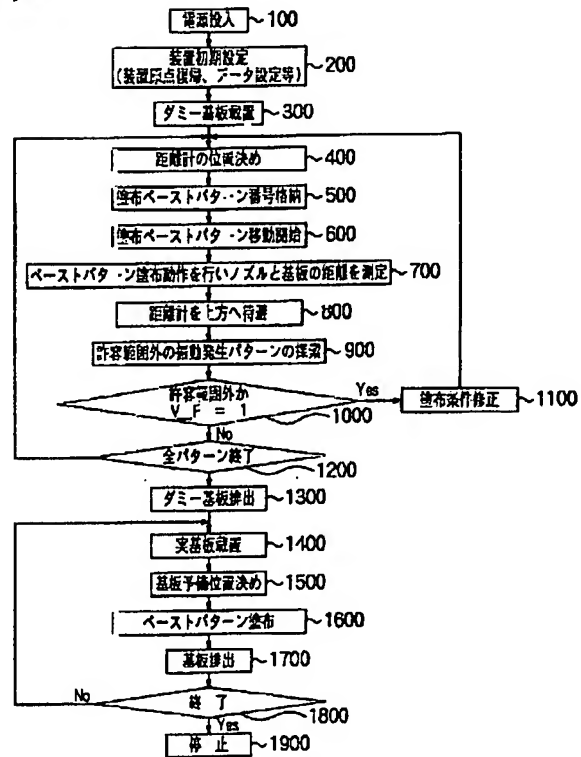 電源投入 100
装置初期設定
(装置原点復帰、データ設定等) 200
ダミー基板載置 300
距離計の位置決め 400
塗布ペーストパターン番号格納 500
塗布ペーストパターン移動開始 600
ペーストパターン塗布動作を行いノズルと基板の距離を測定 700
距離計を上方へ待避 800
許容範囲外の振動発生パターンの探索 900
許容範囲外か
V_F = 1 1000
Yes
塗布条件修正 1100
No
全パターン終了 1200
ダミー基板排出 1300
実基板載置 1400
基板予備位置決め 1500
ペーストパターン塗布 1600
基板排出 1700
No
終了 1800
Yes
停止 1900